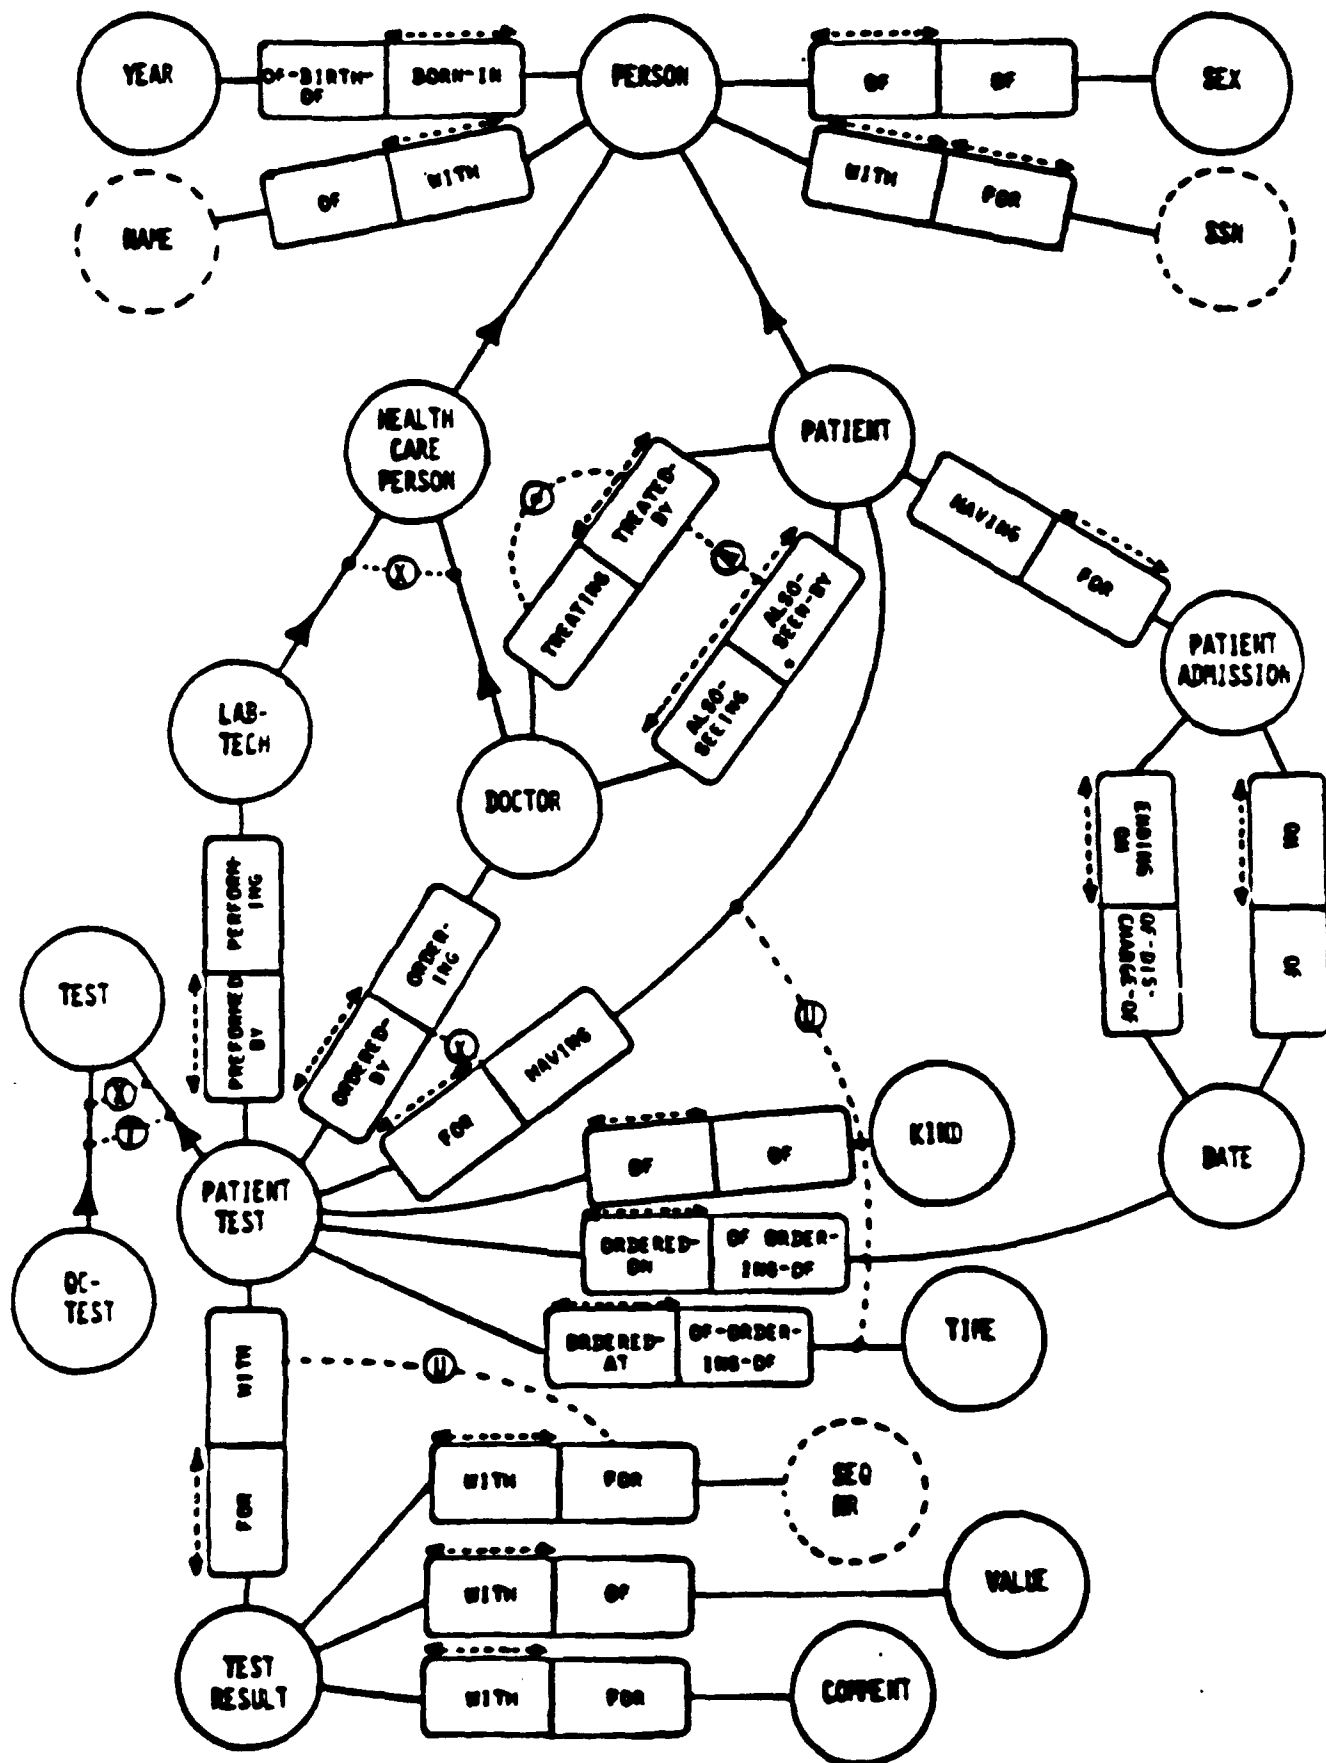 YEAR
OF-BIRTH-
OF
BORN-IN
PERSON
OF
OF
SEX
NAME
OF
WITH
WITH
FOR
SSN
HEALTH
CARE
PERSON
PATIENT
TREATED-
BY
TREATING
ALSO-
BEEN-BY
ALSO-
SEEING
HAVING
FOR
PATIENT
ADMISSION
X
LAB-
TECH
DOCTOR
ENDING
ON
OF-DIS-
CHARGE-OF
ON
OF
PERFORM-
ING
PREFORMED
BY
ORDER-
ING
ORDERED-
BY
X
FOR
HAVING
U
TEST
X
T
PATIENT
TEST
QC-
TEST
OF
OF
KIND
DATE
ORDERED-
ON
OF ORDER-
ING-OF
ORDERED-
AT
OF-ORDER-
ING-OF
TIME
WITH
FOR
U
WITH
FOR
SEQ
NR
WITH
OF
VALUE
TEST
RESULT
WITH
FOR
COMMENT